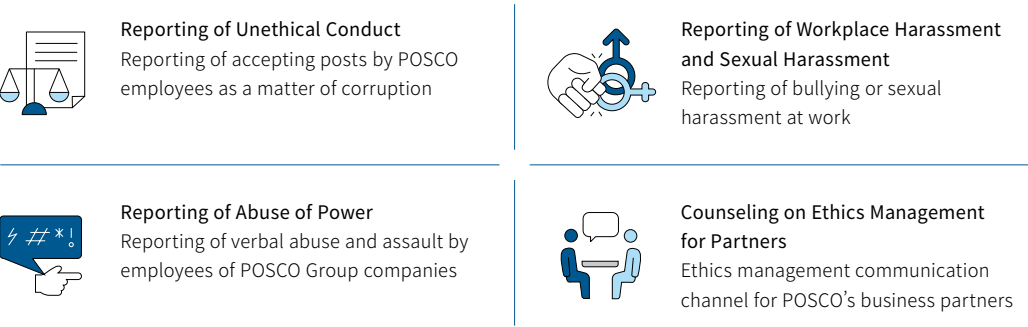 Reporting of Unethical Conduct
Reporting of accepting posts by POSCO
employees as a matter of corruption
Reporting of Workplace Harassment
and Sexual Harassment
Reporting of bullying or sexual
harassment at work
#*!
Reporting of Abuse of Power
Reporting of verbal abuse and assault by
employees of POSCO Group companies
Counseling on Ethics Management
for Partners
Ethics management communication
channel for POSCO's business partners